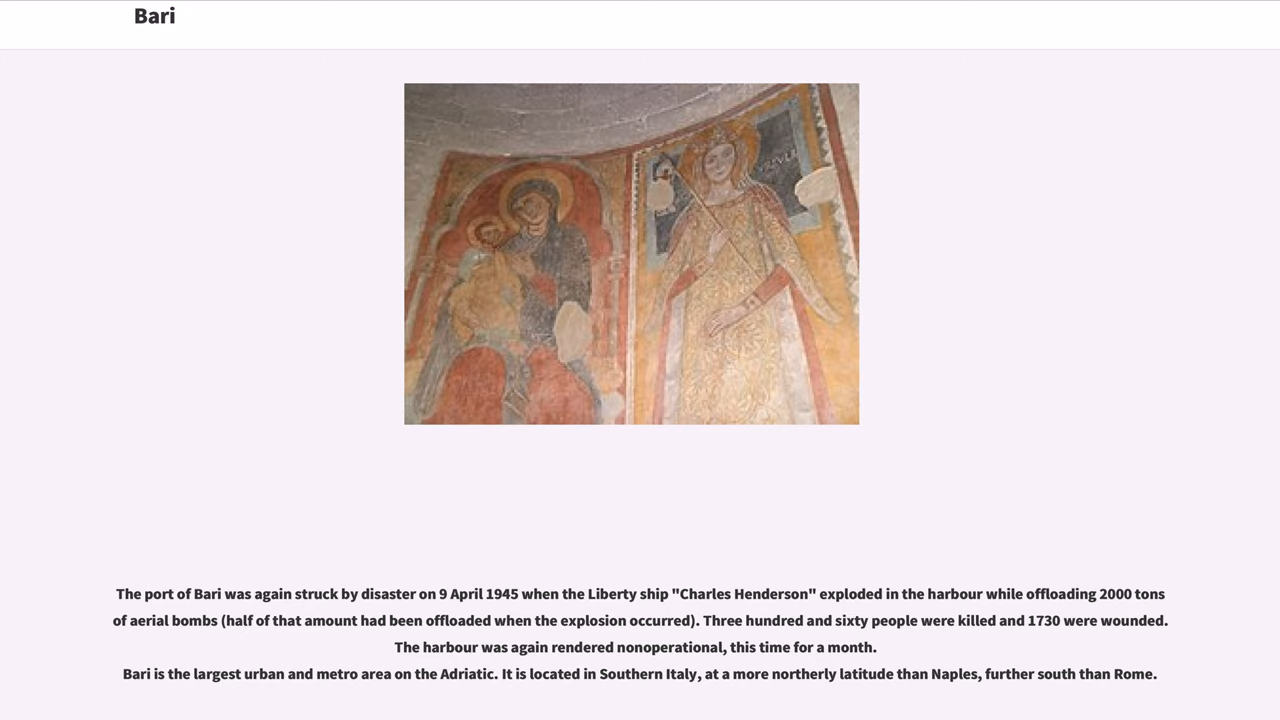 Bari
The port of Bari was again struck by disaster on 9 April 1945 when the Liberty ship "Charles Henderson" exploded in the harbour while offloading 2000 tons
of aerial bombs (half of that amount had been offloaded when the explosion occurred). Three hundred and sixty people were killed and 1730 were wounded.
The harbour was again rendered nonoperational, this time for a month.
Bari is the largest urban and metro area on the Adriatic. It is located in Southern Italy, at a more northerly latitude than Naples, further south than Rome.